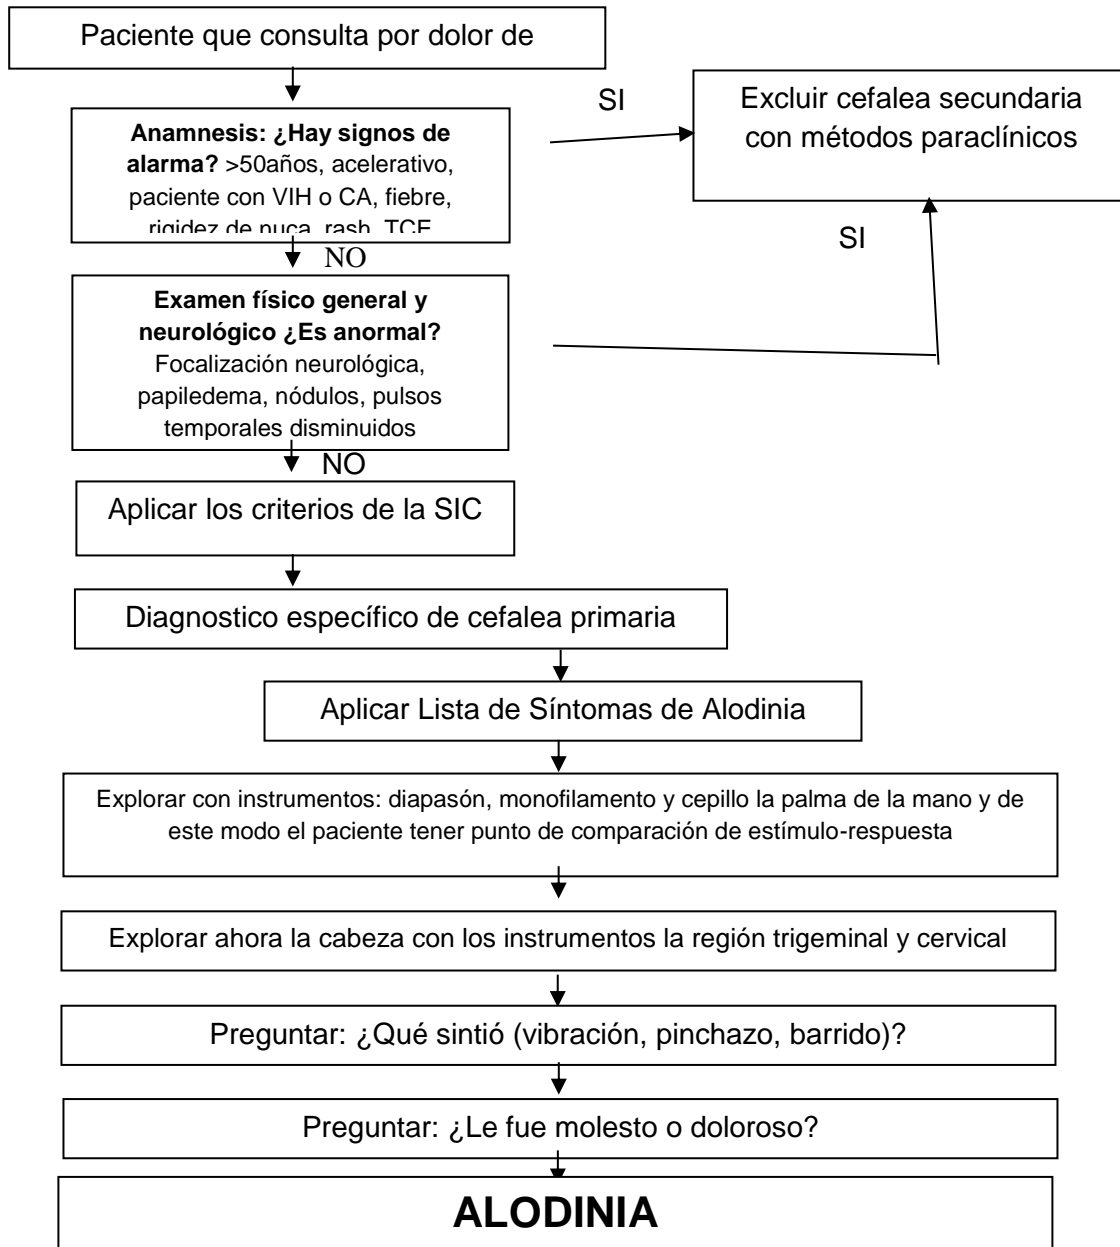 Paciente que consulta por dolor de
SI
Excluir cefalea secundaria
con métodos paraclínicos
Anamnesis: ¿Hay signos de
alarma? >50años, acelerativo,
paciente con VIH o CA, fiebre,
rigidez de nuca, rash, TCE
SI
NO
Examen físico general y
neurológico ¿Es anormal?
Focalización neurológica,
papiledema, nódulos, pulsos
temporales disminuidos
NO
Aplicar los criterios de la SIC
Diagnostico específico de cefalea primaria
Aplicar Lista de Síntomas de Alodinia
Explorar con instrumentos: diapasón, monofilamento y cepillo la palma de la mano y de
este modo el paciente tener punto de comparación de estímulo-respuesta
Explorar ahora la cabeza con los instrumentos la región trigeminal y cervical
Preguntar: ¿Qué sintió (vibración, pinchazo, barrido)?
Preguntar: ¿Le fue molesto o doloroso?
ALODINIA